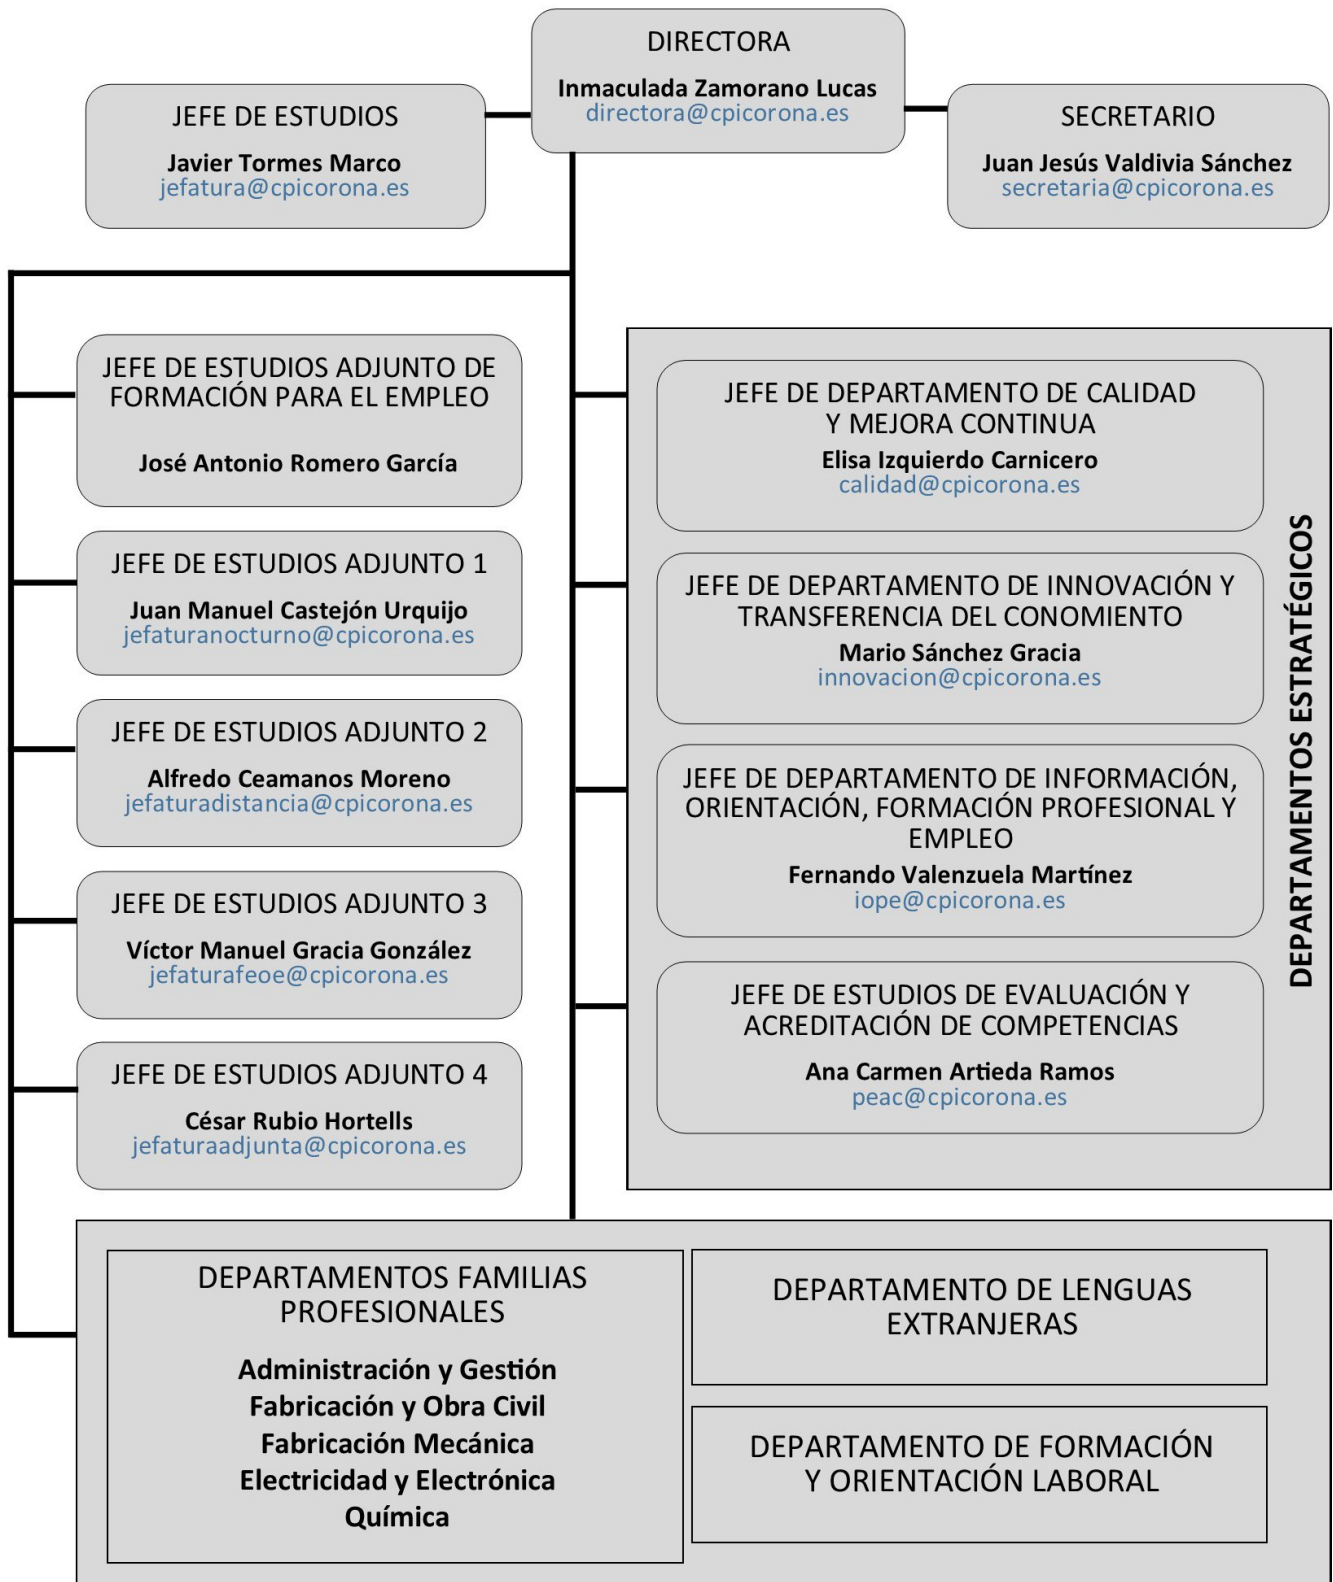 DIRECTORA
Inmaculada Zamorano Lucas
directora@cpicorona.es
JEFE DE ESTUDIOS
Javier Tormes Marco
jefatura@cpicorona.es
SECRETARIO
Juan Jesús Valdivia Sánchez
secretaria@cpicorona.es
JEFE DE ESTUDIOS ADJUNTO DE
FORMACIÓN PARA EL EMPLEO
José Antonio Romero García
JEFE DE ESTUDIOS ADJUNTO 1
Juan Manuel Castejón Urquijo
jefaturanocturno@cpicorona.es
JEFE DE ESTUDIOS ADJUNTO 2
Alfredo Ceamanos Moreno
jefaturadistancia@cpicorona.es
JEFE DE ESTUDIOS ADJUNTO 3
Víctor Manuel Gracia González
jefaturafeoe@cpicorona.es
JEFE DE ESTUDIOS ADJUNTO 4
César Rubio Hortells
jefaturaadjunta@cpicorona.es
JEFE DE DEPARTAMENTO DE CALIDAD
Y MEJORA CONTINUA
Elisa Izquierdo Carnicero
calidad@cpicorona.es
JEFE DE DEPARTAMENTO DE INNOVACIÓN Y
TRANSFERENCIA DEL CONOMIENTO
Mario Sánchez Gracia
innovacion@cpicorona.es
JEFE DE DEPARTAMENTO DE INFORMACIÓN,
ORIENTACIÓN, FORMACIÓN PROFESIONAL Y
EMPLEO
Fernando Valenzuela Martínez
iope@cpicorona.es
JEFE DE ESTUDIOS DE EVALUACIÓN Y
ACREDITACIÓN DE COMPETENCIAS
Ana Carmen Artieda Ramos
peac@cpicorona.es
DEPARTAMENTOS ESTRATÉGICOS
DEPARTAMENTOS FAMILIAS
PROFESIONALES
Administración y Gestión
Fabricación y Obra Civil
Fabricación Mecánica
Electricidad y Electrónica
Química
DEPARTAMENTO DE LENGUAS
EXTRANJERAS
DEPARTAMENTO DE FORMACIÓN
Y ORIENTACIÓN LABORAL